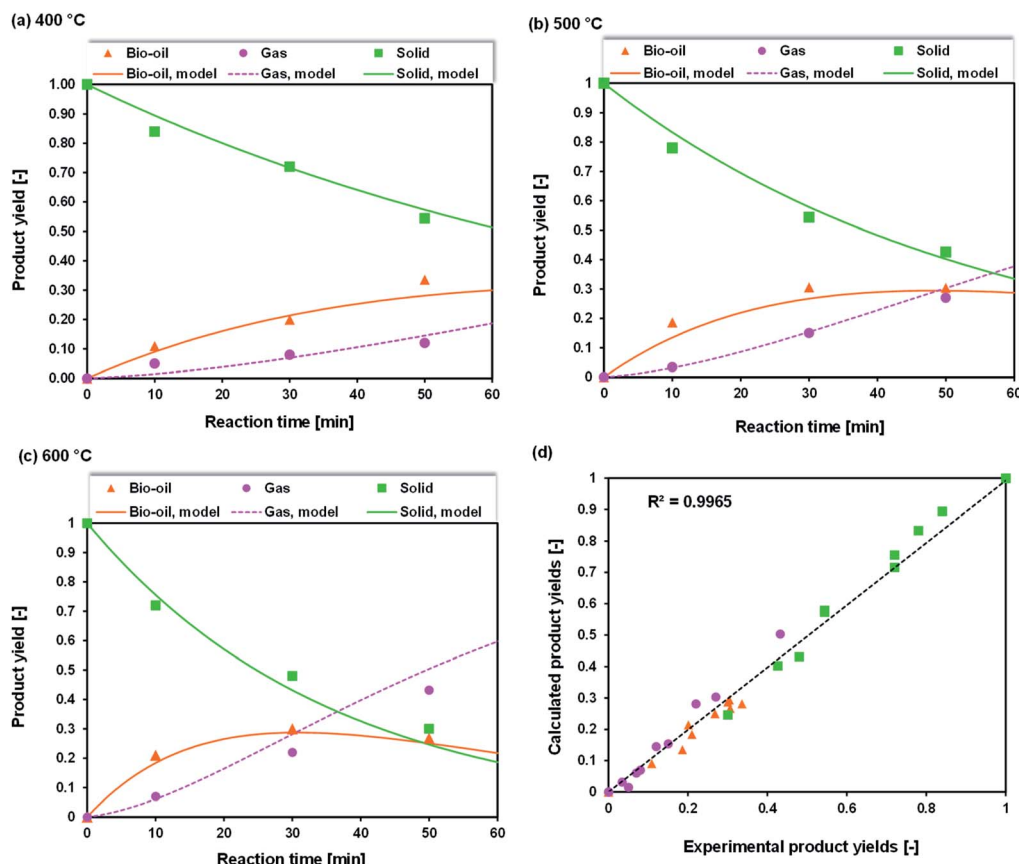 (a) 400 °C
Bio-oil Gas Solid
Bio-oil, model Gas, model Solid, model
1.00
0.90
0.80
0.70
0.60
0.50
0.40
0.30
0.20
0.10
0.00
Product yield [-]
0 10 20 30 40 50 60
Reaction time [min]
(b) 500 °C
Bio-oil Gas Solid
Bio-oil, model Gas, model Solid, model
1
0.9
0.8
0.7
0.6
0.5
0.4
0.3
0.2
0.1
0
Product yield [-]
0 10 20 30 40 50 60
Reaction time [min]
(c) 600 °C
Bio-oil Gas Solid
Bio-oil, model Gas, model Solid, model
1
0.9
0.8
0.7
0.6
0.5
0.4
0.3
0.2
0.1
0
Product yield [-]
0 10 20 30 40 50 60
Reaction time [min]
(d)
R² = 0.9965
1
0.9
0.8
0.7
0.6
0.5
0.4
0.3
0.2
0.1
0
Calculated product yields [-]
0 0.2 0.4 0.6 0.8 1
Experimental product yields [-]